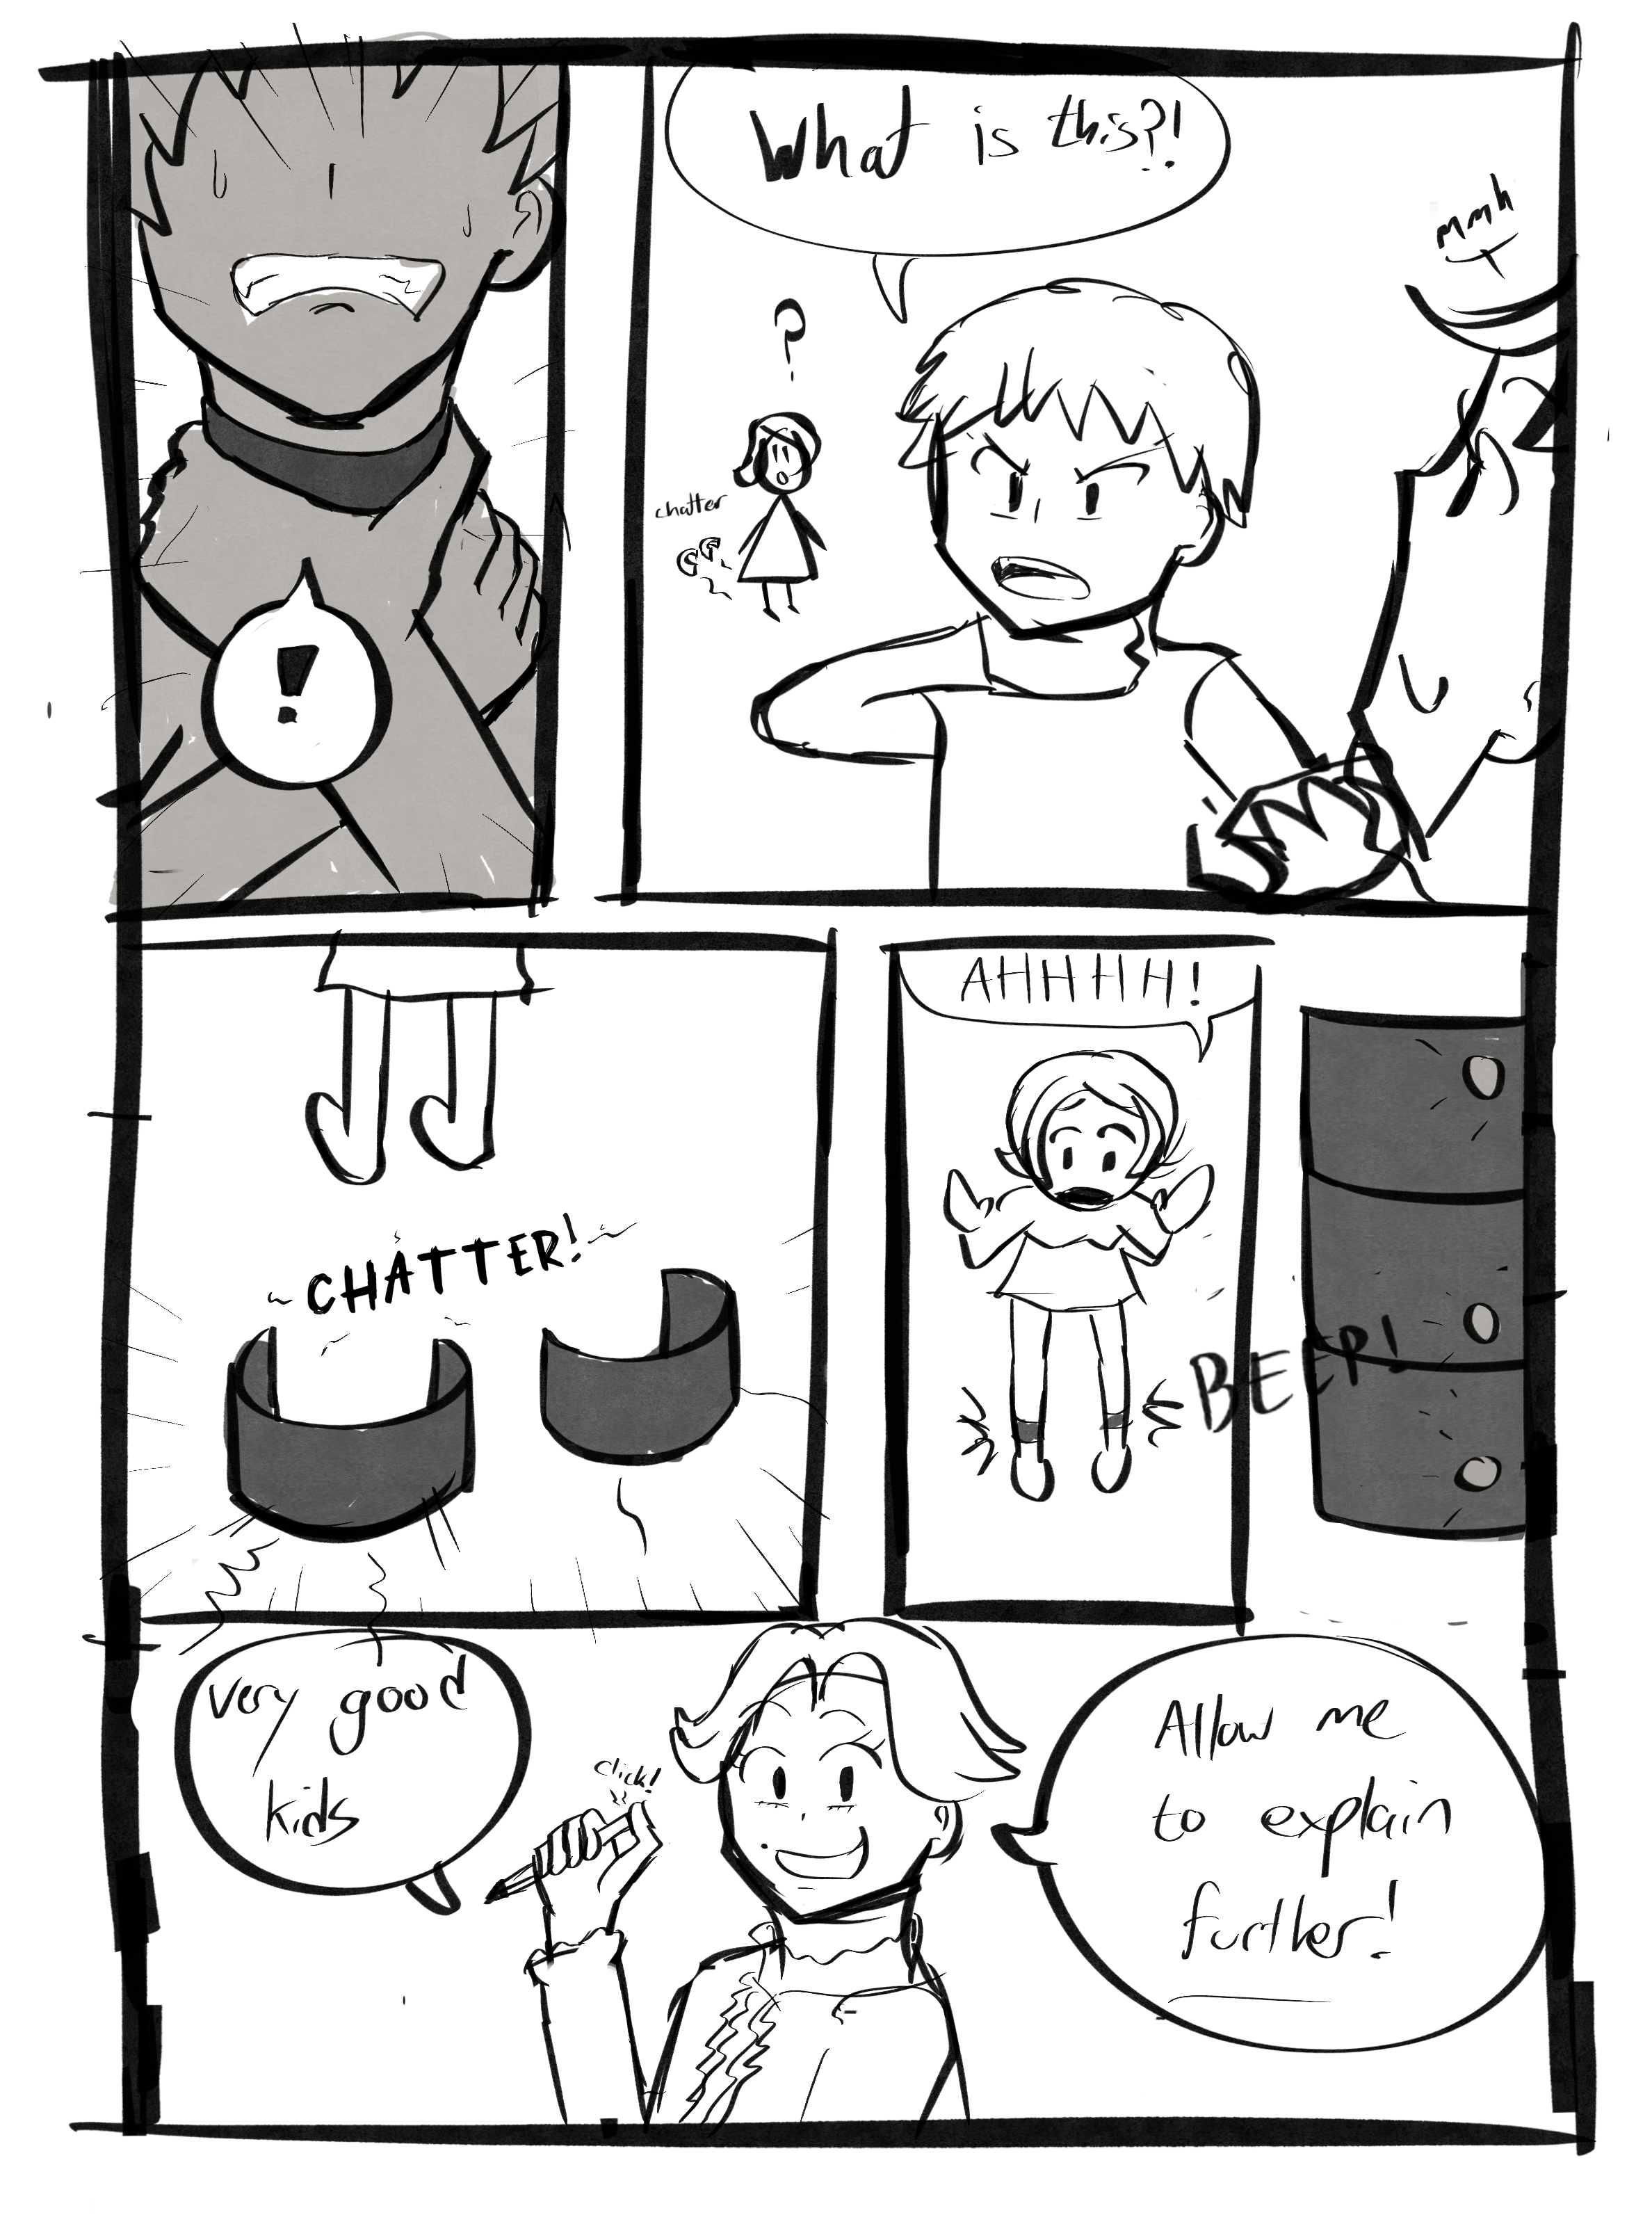 !
What is this?!
mmh
?
chatter
CHATTER!
AHHHH!
BEEP!
very good
kids
click!
Allow me
to explain
further!